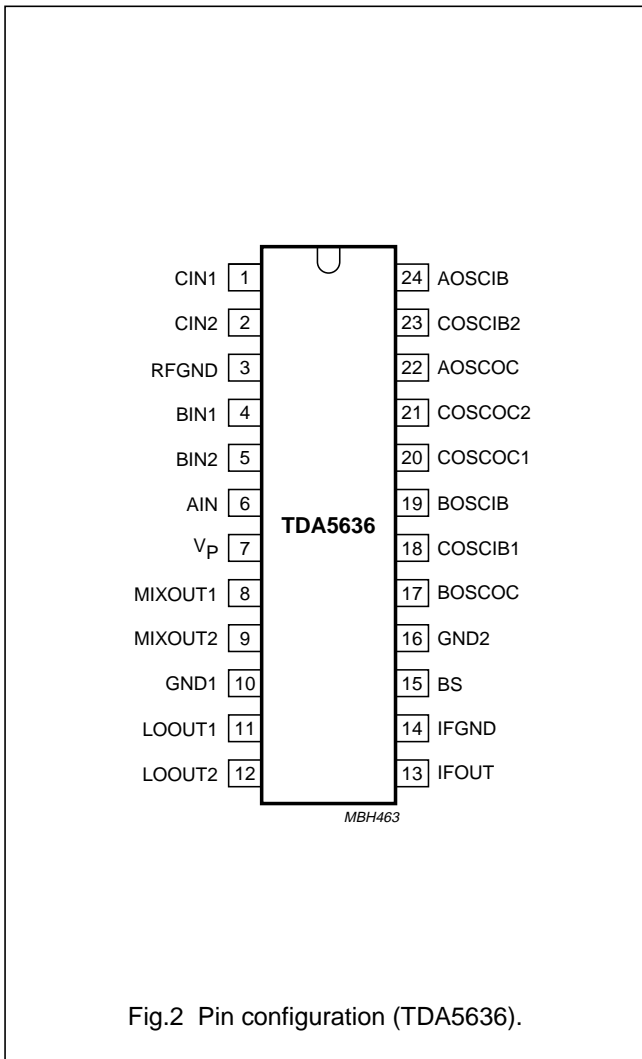 CIN1 1 24 AOSCIB
CIN2 2 23 COSCIB2
RFGND 3 22 AOSCOC
BIN1 4 21 COSCOC2
BIN2 5 20 COSCOC1
AIN 6 19 BOSCIB
TDA5636
VP 7 18 COSCIB1
MIXOUT1 8 17 BOSCOC
MIXOUT2 9 16 GND2
GND1 10 15 BS
LOOUT1 11 14 IFGND
LOOUT2 12 13 IFOUT
MBH463
Fig.2 Pin configuration (TDA5636).